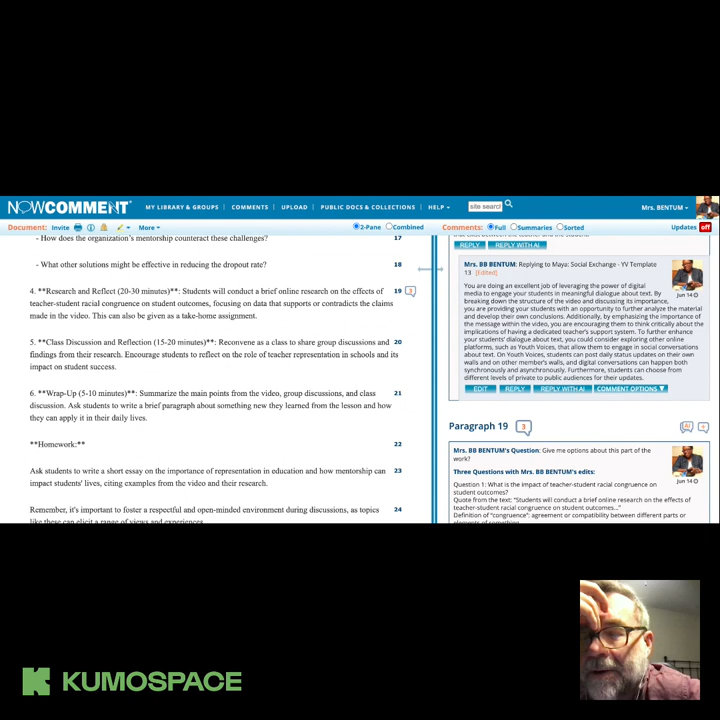 NOWCOMMENT®
MY LIBRARY & GROUPS | COMMENTS | UPLOAD | PUBLIC DOCS & COLLECTIONS | HELP
site search
Mrs. BENTUM
Document: Invite
More
2-Pane Combined
Comments: Full Summaries Sorted
Updates off
- How does the organization's mentorship counteract these challenges? 17
- What other solutions might be effective in reducing the dropout rate? 18
4. **Research and Reflect (20-30 minutes)**: Students will conduct a brief online research on the effects of 19 3
teacher-student racial congruence on student outcomes, focusing on data that supports or contradicts the claims
made in the video. This can also be given as a take-home assignment.
5. **Class Discussion and Reflection (15-20 minutes)**: Reconvene as a class to share group discussions and 20
findings from their research. Encourage students to reflect on the role of teacher representation in schools and its
impact on student success.
6. **Wrap-Up (5-10 minutes)**: Summarize the main points from the video, group discussions, and class 21
discussion. Ask students to write a brief paragraph about something new they learned from the lesson and how
they can apply it in their daily lives.
**Homework:** 22
Ask students to write a short essay on the importance of representation in education and how mentorship can 23
impact students' lives, citing examples from the video and their research.
Remember, it's important to foster a respectful and open-minded environment during discussions, as topics 24
like these can elicit a range of views and experiences.
REPLY REPLY WITH AI
Mrs. BB BENTUM: Replying to Maya: Social Exchange - YV Template
13 [Edited]
Jun 14
You are doing an excellent job of leveraging the power of digital
media to engage your students in meaningful dialogue about text. By
breaking down the structure of the video and discussing its importance,
you are providing your students with an opportunity to further analyze the material
and develop their own conclusions. Additionally, by emphasizing the importance of
the message within the video, you are encouraging them to think critically about the
implications of having a dedicated teacher's support system. To further enhance
your students' dialogue about text, you could consider exploring other online
platforms, such as Youth Voices, that allow them to engage in social conversations
about text. On Youth Voices, students can post daily status updates on their own
walls and on other member's walls, and digital conversations can happen both
synchronously and asynchronously. Furthermore, students can choose from
different levels of private to public audiences for their updates.
EDIT REPLY REPLY WITH AI COMMENT OPTIONS
Paragraph 19 3
AI +
Mrs. BB BENTUM's Question: Give me options about this part of the
work?
Jun 14
Three Questions with Mrs. BB BENTUM's edits:
Question 1: What is the impact of teacher-student racial congruence on
student outcomes?
Quote from the text: "Students will conduct a brief online research on the effects of
teacher-student racial congruence on student outcomes..."
Definition of "congruence": agreement or compatibility between different parts or
elements of something.
KUMOSPACE